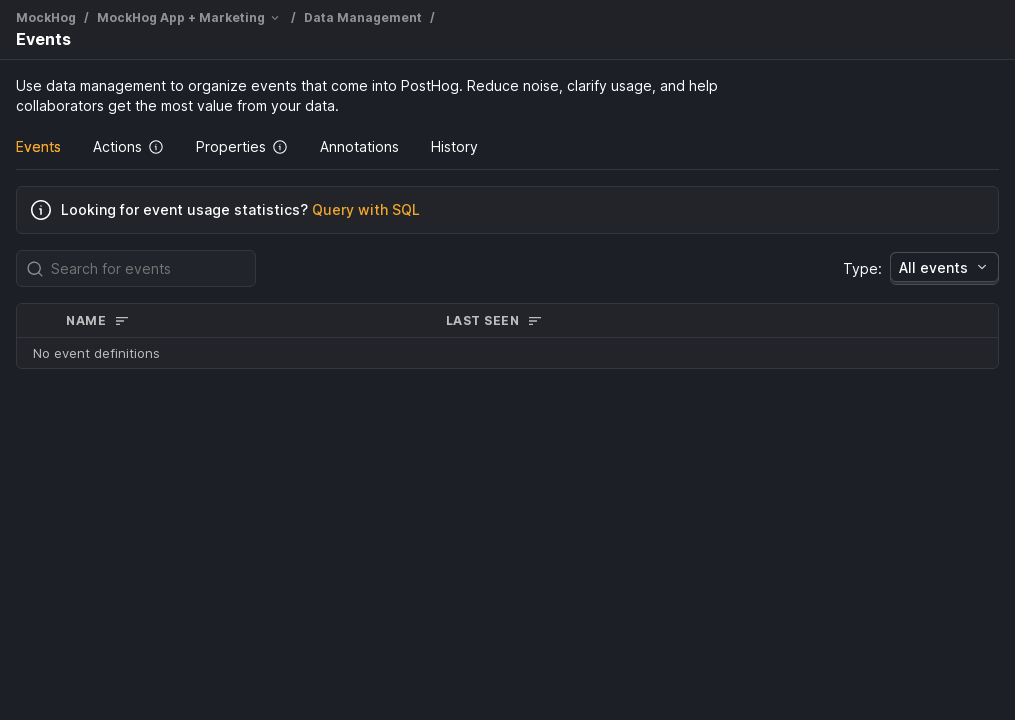 MockHog / MockHog App + Marketing / Data Management /
Events
Use data management to organize events that come into PostHog. Reduce noise, clarify usage, and help
collaborators get the most value from your data.
Events Actions Properties Annotations History
Looking for event usage statistics? Query with SQL
Search for events Type: All events
NAME LAST SEEN
No event definitions